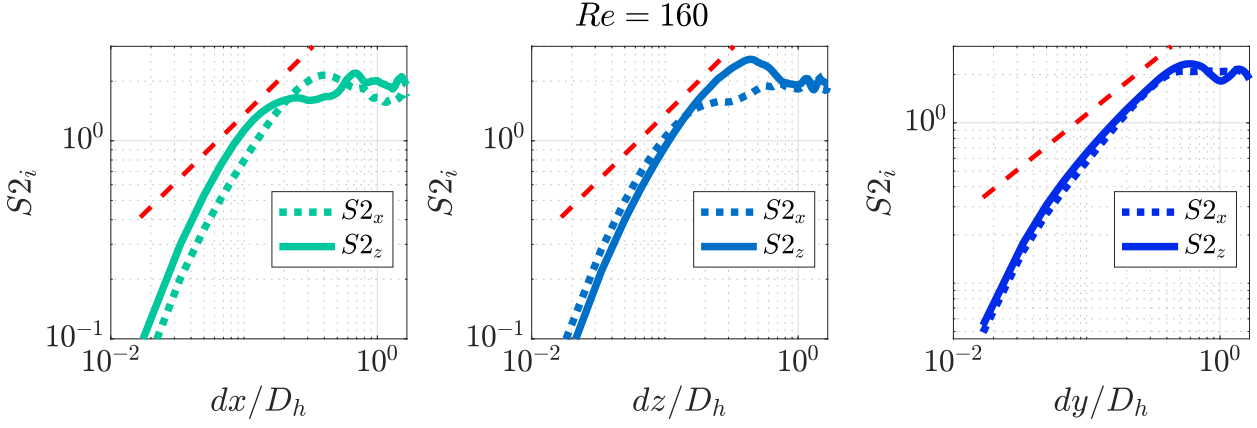 Re = 160
S2_i
10^0
10^{-1}
10^{-2}
10^0
dx/D_h
S2_x
S2_z
S2_i
10^0
10^{-1}
10^{-2}
10^0
dz/D_h
S2_x
S2_z
S2_i
10^0
10^{-2}
10^0
dy/D_h
S2_x
S2_z